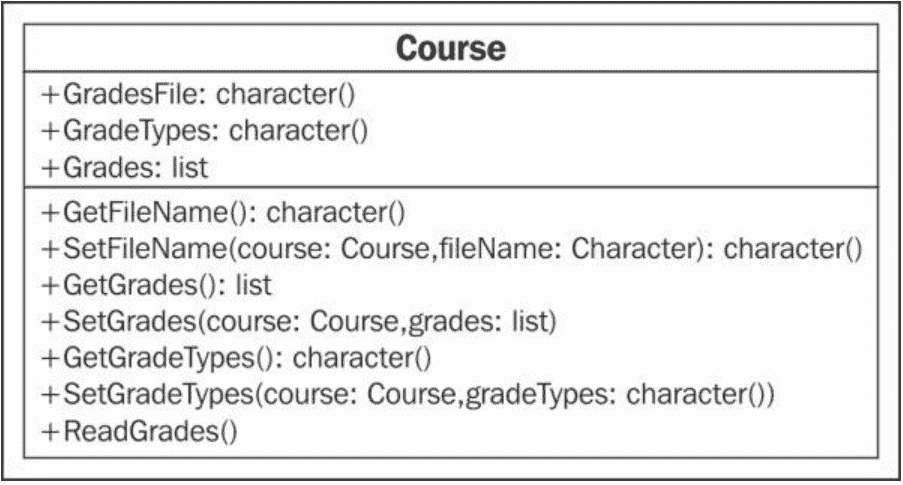 Course
+GradesFile: character()
+GradeTypes: character()
+Grades: list
+GetFileName(): character()
+SetFileName(course: Course,fileName: Character): character()
+GetGrades(): list
+SetGrades(course: Course,grades: list)
+GetGradeTypes(): character()
+SetGradeTypes(course: Course,gradeTypes: character())
+ReadGrades()